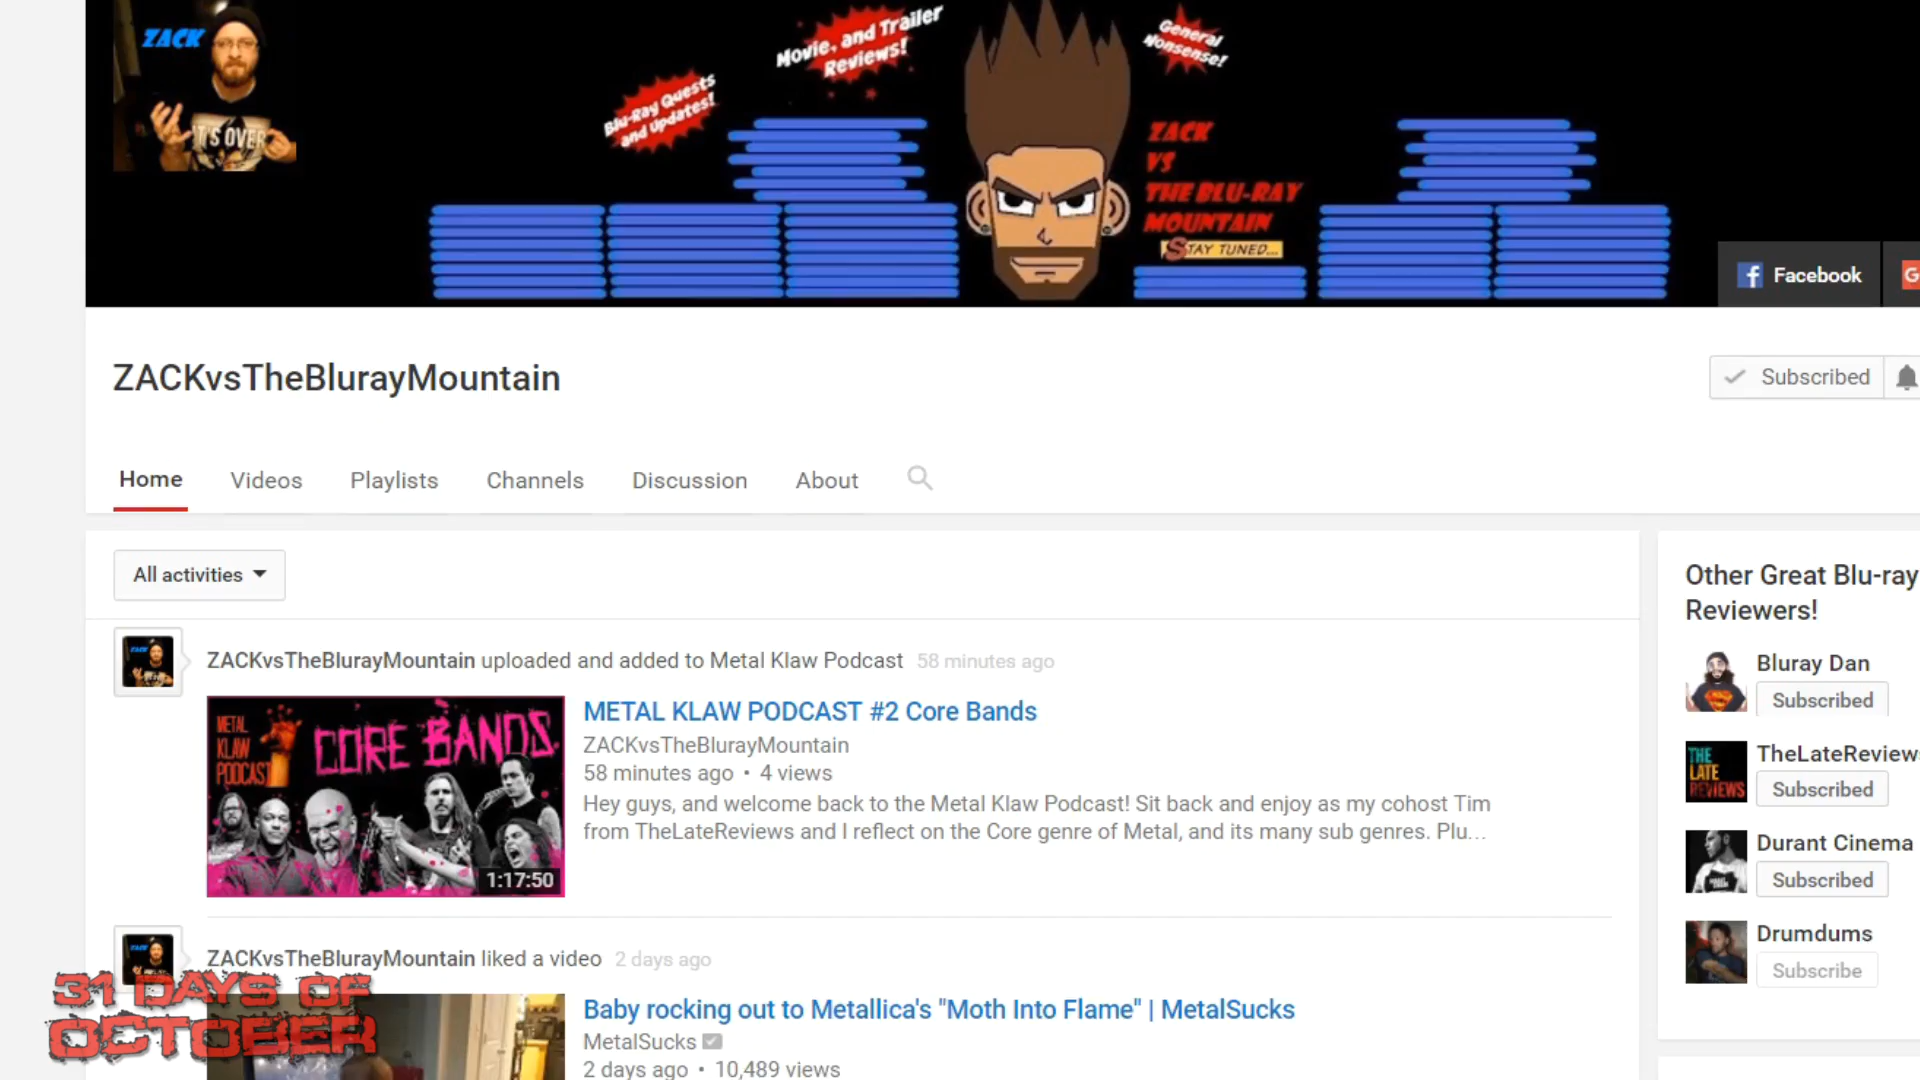 ZACK
IT'S OVER
Blu-Ray Quests
and Updates!
Movie, and Trailer
Reviews!
General
Nonsense!
ZACK
VS
THE BLU-RAY
MOUNTAIN
STAY TUNED...
Facebook
G
ZACKvsTheBlurayMountain
Subscribed
Home Videos Playlists Channels Discussion About
All activities
ZACKvsTheBlurayMountain uploaded and added to Metal Klaw Podcast 58 minutes ago
METAL
KLAW
PODCAST
CORE BANDS
1:17:50
METAL KLAW PODCAST #2 Core Bands
ZACKvsTheBlurayMountain
58 minutes ago • 4 views
Hey guys, and welcome back to the Metal Klaw Podcast! Sit back and enjoy as my cohost Tim
from TheLateReviews and I reflect on the Core genre of Metal, and its many sub genres. Plu...
ZACKvsTheBlurayMountain liked a video 2 days ago
Baby rocking out to Metallica's "Moth Into Flame" | MetalSucks
MetalSucks
2 days ago • 10,489 views
Other Great Blu-ray
Reviewers!
Bluray Dan
Subscribed
THE
LATE
REVIEWS
TheLateReviews
Subscribed
Durant Cinema
Subscribed
Drumdums
Subscribe
31 DAYS OF
OCTOBER